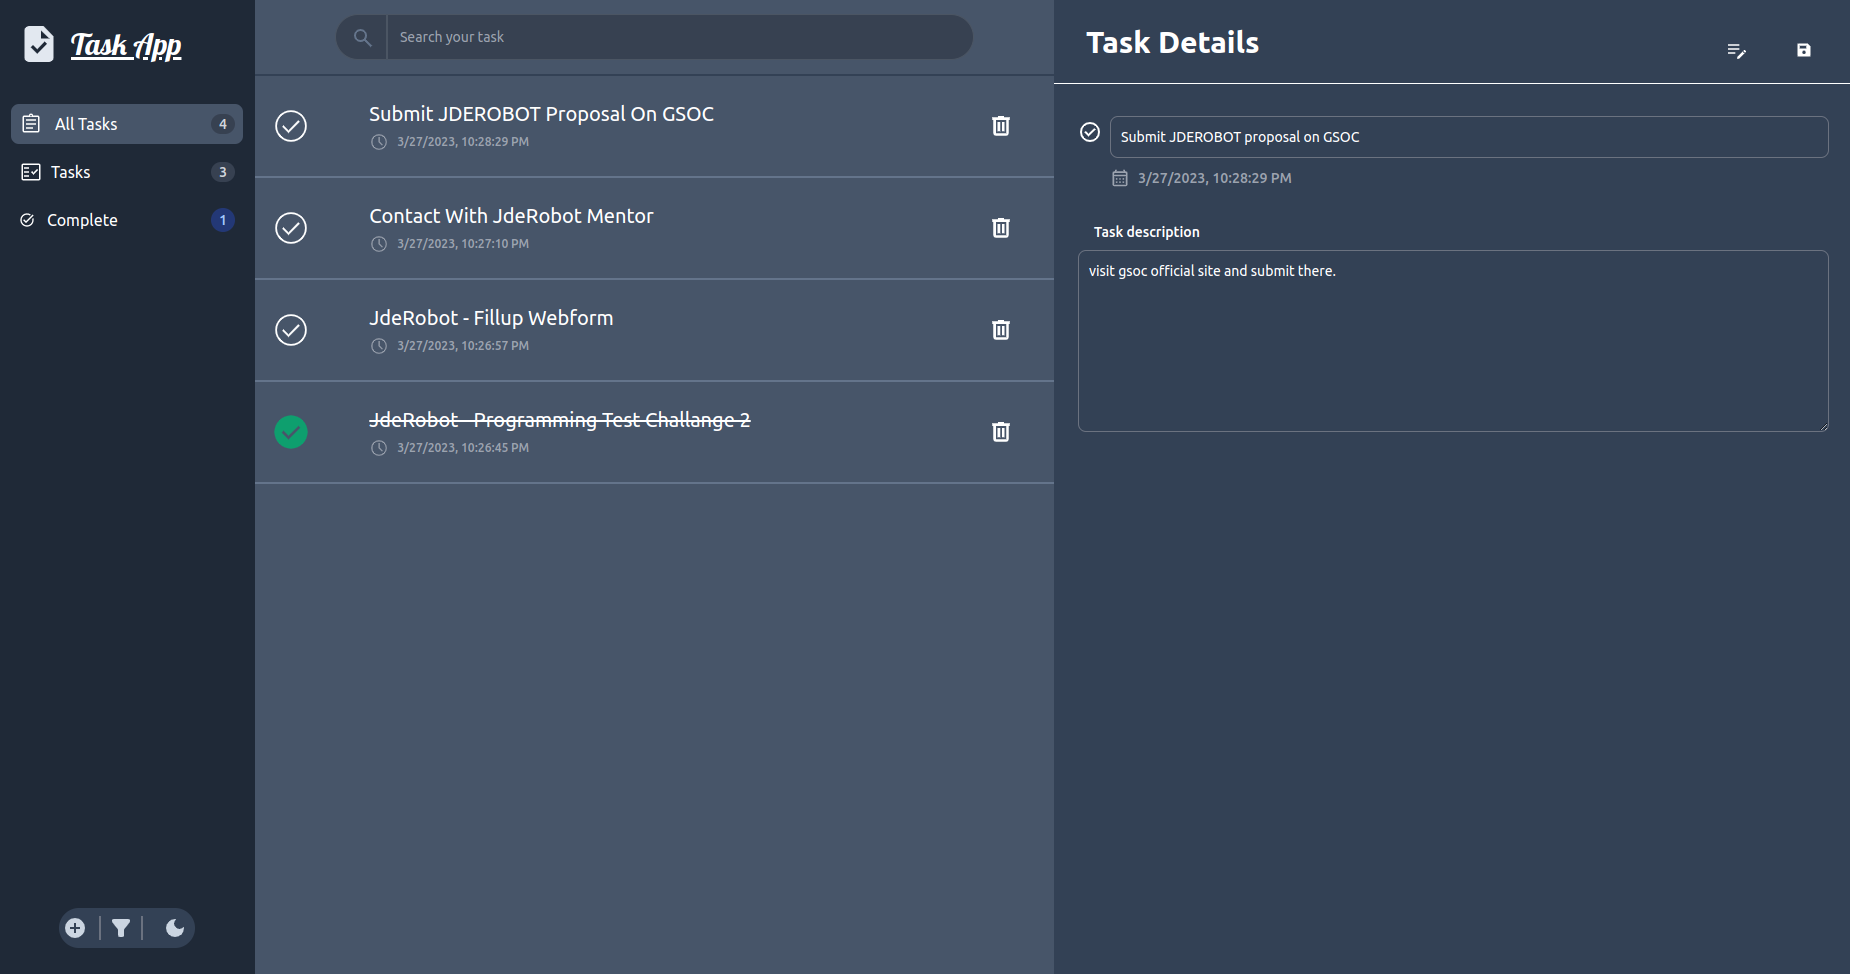 Task App
All Tasks 4
Tasks 3
Complete 1
Search your task
Submit JDEROBOT Proposal On GSOC
3/27/2023, 10:28:29 PM
Contact With JdeRobot Mentor
3/27/2023, 10:27:10 PM
JdeRobot - Fillup Webform
3/27/2023, 10:26:57 PM
JdeRobot - Programming Test Challange 2
3/27/2023, 10:26:45 PM
Task Details
Submit JDEROBOT proposal on GSOC
3/27/2023, 10:28:29 PM
Task description
visit gsoc official site and submit there.